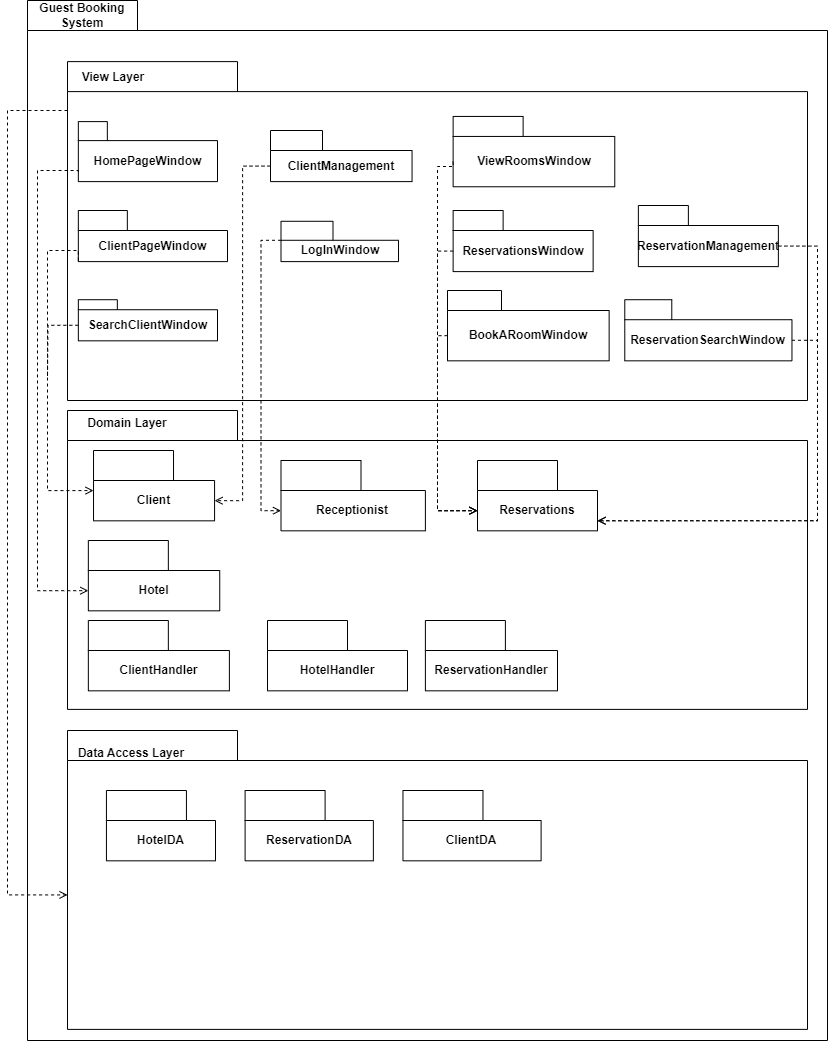 Guest Booking
System
View Layer
HomePageWindow
ClientManagement
ViewRoomsWindow
ClientPageWindow
LogInWindow
ReservationsWindow
ReservationManagement
SearchClientWindow
BookARoomWindow
ReservationSearchWindow
Domain Layer
Client
Receptionist
Reservations
Hotel
ClientHandler
HotelHandler
ReservationHandler
Data Access Layer
HotelDA
ReservationDA
ClientDA